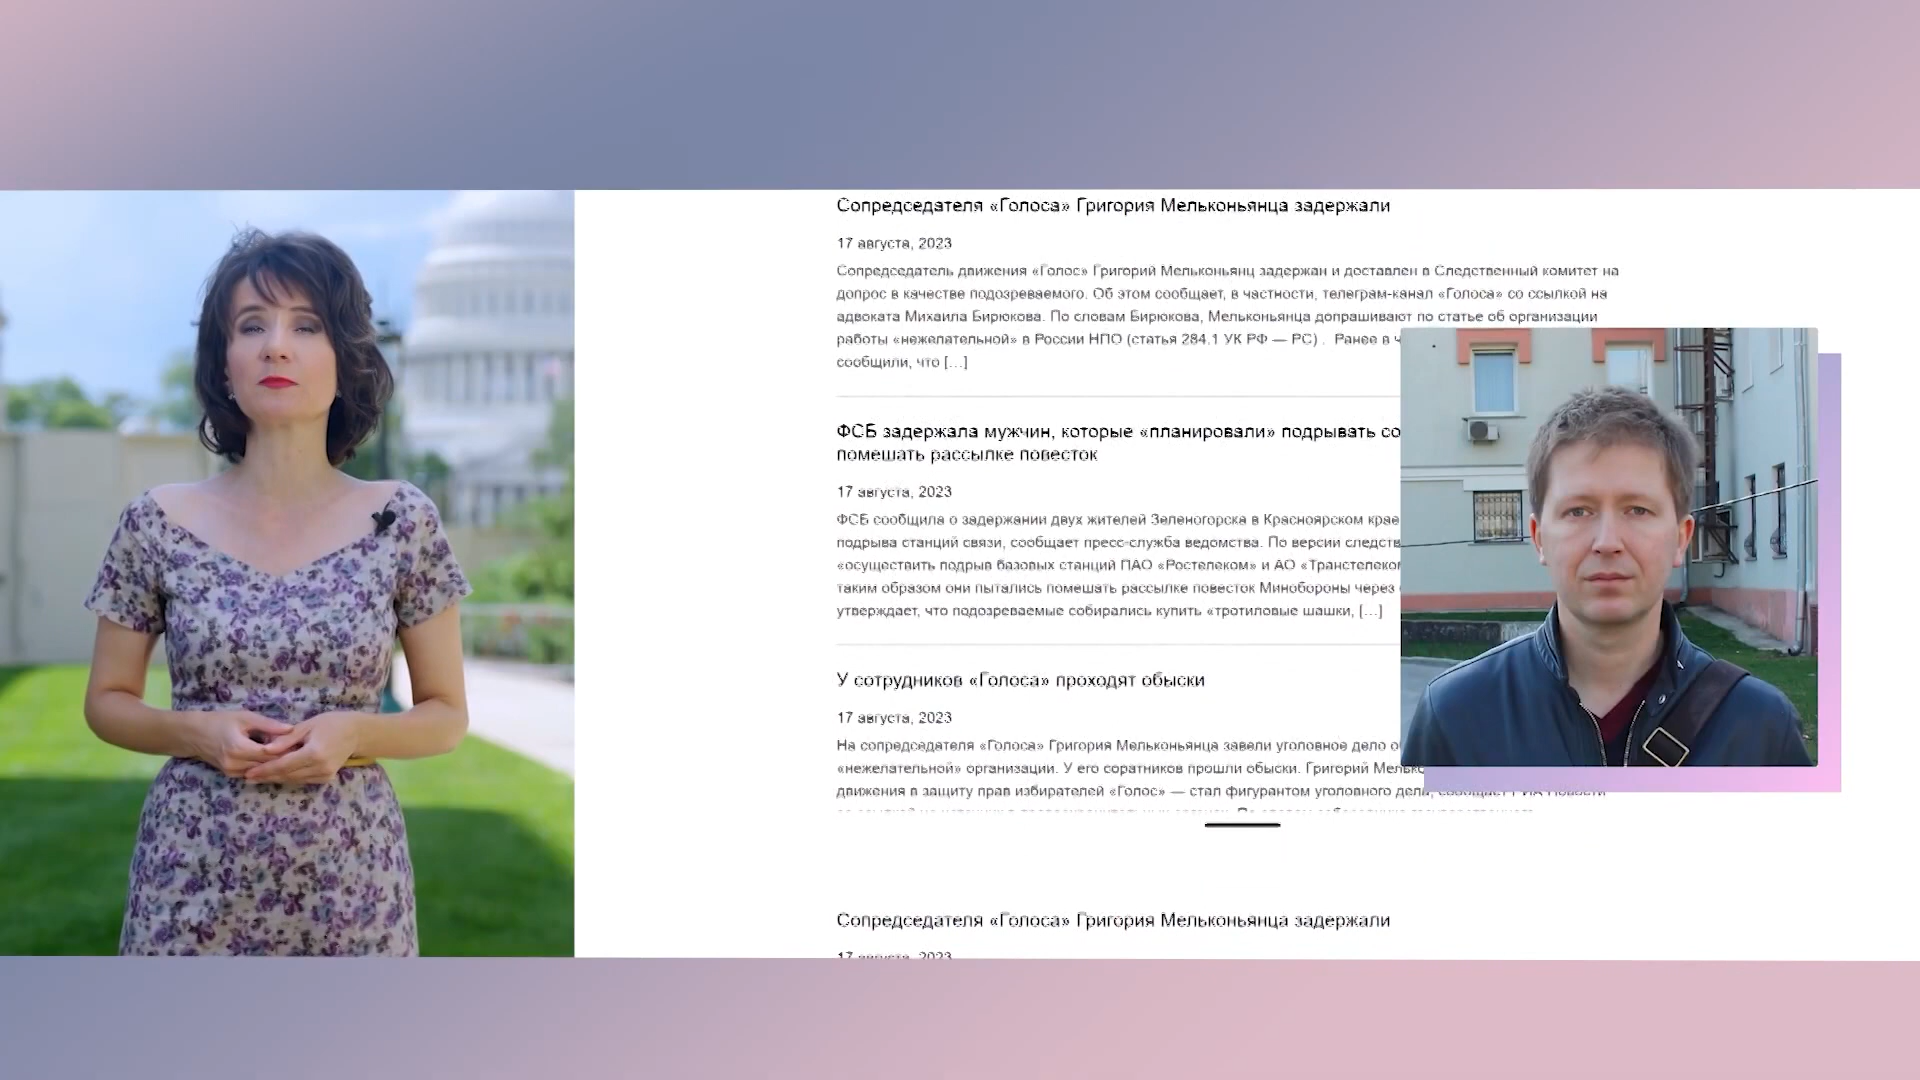 Сопредседателя «Голоса» Григория Мельконьянца задержали
17 августа, 2023
Сопредседатель движения «Голос» Григорий Мельконьянц задержан и доставлен в Следственный комитет на
допрос в качестве подозреваемого. Об этом сообщает, в частности, телеграм-канал «Голоса» со ссылкой на
адвоката Михаила Бирюкова. По словам Бирюкова, Мельконьянца допрашивают по статье об организации
работы «нежелательной» в России НПО (статья 284.1 УК РФ — РС) . Ранее в
сообщили, что [...]
ФСБ задержала мужчин, которые «планировали» подрывать
помешать рассылке повесток
17 августа, 2023
ФСБ сообщила о задержании двух жителей Зеленогорска в Красноярском крае
подрыва станций связи, сообщает пресс-служба ведомства. По версии
«осуществить подрыв базовых станций ПАО «Ростелеком» и АО
таким образом они пытались помешать рассылке повесток Минобороны через
утверждает, что подозреваемые собирались купить «тротиловые шашки, [...]
У сотрудников «Голоса» проходят обыски
17 августа, 2023
На сопредседателя «Голоса» Григория Мельконьянца завели уголовное дело
«нежелательной» организации. У его соратников прошли обыски. Григорий
движения в защиту прав избирателей «Голос» — стал фигурантом уголовного дела,
Сопредседателя «Голоса» Григория Мельконьянца задержали
17 августа, 2023